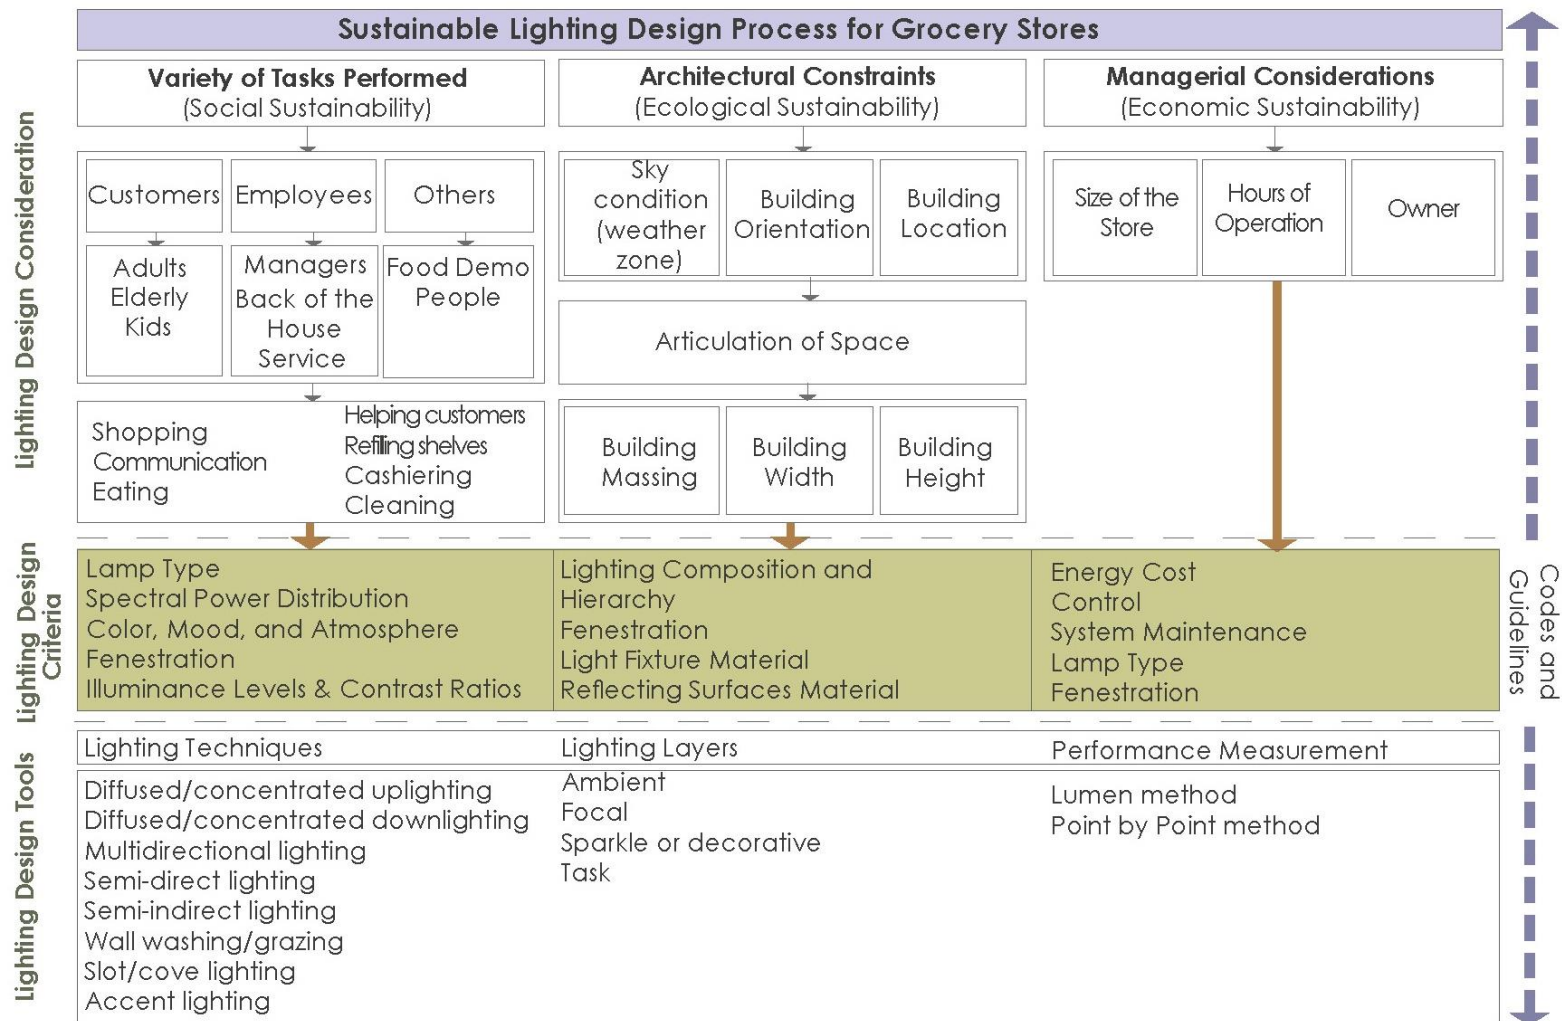 Sustainable Lighting Design Process for Grocery Stores
Lighting Design Consideration
Variety of Tasks Performed
(Social Sustainability)
Customers
Employees
Others
Adults
Elderly
Kids
Managers
Back of the
House
Service
Food Demo
People
Shopping
Communication
Eating
Helping customers
Refilling shelves
Cashiering
Cleaning
Architectural Constraints
(Ecological Sustainability)
Sky
condition
(weather
zone)
Building
Orientation
Building
Location
Articulation of Space
Building
Massing
Building
Width
Building
Height
Managerial Considerations
(Economic Sustainability)
Size of the
Store
Hours of
Operation
Owner
Lighting Design
Criteria
Lamp Type
Spectral Power Distribution
Color, Mood, and Atmosphere
Fenestration
Illuminance Levels & Contrast Ratios
Lighting Composition and
Hierarchy
Fenestration
Light Fixture Material
Reflecting Surfaces Material
Energy Cost
Control
System Maintenance
Lamp Type
Fenestration
Codes and
Guidelines
Lighting Design Tools
Lighting Techniques
Diffused/concentrated uplighting
Diffused/concentrated downlighting
Multidirectional lighting
Semi-direct lighting
Semi-indirect lighting
Wall washing/grazing
Slot/cove lighting
Accent lighting
Lighting Layers
Ambient
Focal
Sparkle or decorative
Task
Performance Measurement
Lumen method
Point by Point method